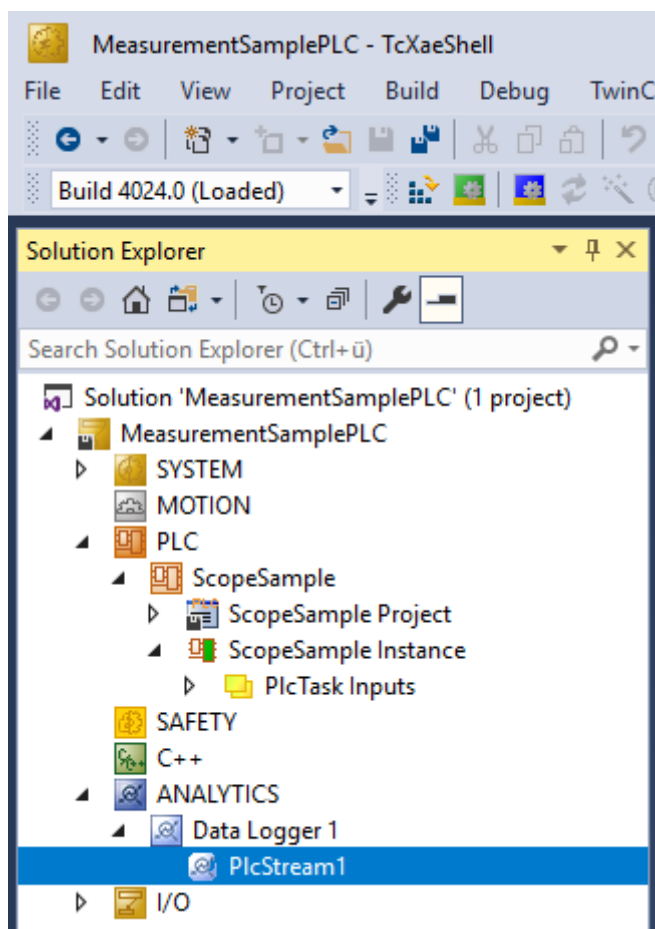 MeasurementSamplePLC - TcXaeShell
File Edit View Project Build Debug TwinC
Build 4024.0 (Loaded)
Solution Explorer
Search Solution Explorer (Ctrl+ü)
Solution 'MeasurementSamplePLC' (1 project)
MeasurementSamplePLC
SYSTEM
MOTION
PLC
ScopeSample
ScopeSample Project
ScopeSample Instance
PlcTask Inputs
SAFETY
C++
ANALYTICS
Data Logger 1
PlcStream1
I/O